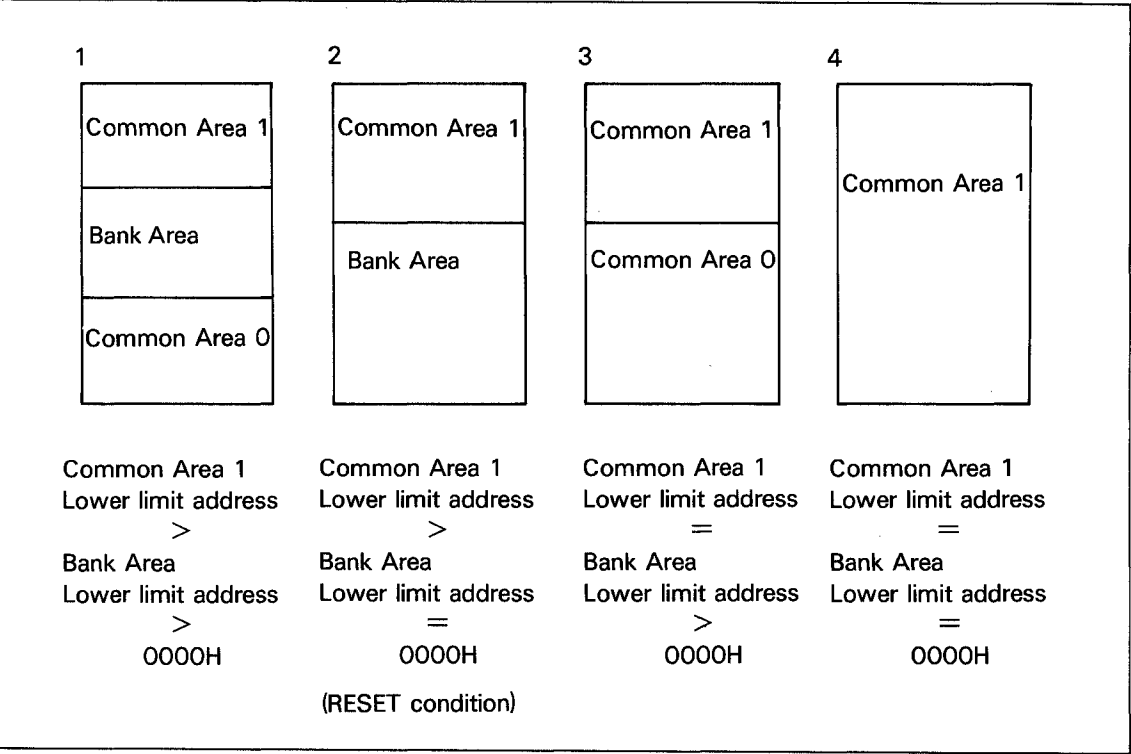 1
2
3
4
Common Area 1
Bank Area
Common Area 0
Common Area 1
Bank Area
Common Area 1
Common Area 0
Common Area 1
Common Area 1
Lower limit address
>
Bank Area
Lower limit address
>
0000H
Common Area 1
Lower limit address
>
Bank Area
Lower limit address
=
0000H
(RESET condition)
Common Area 1
Lower limit address
=
Bank Area
Lower limit address
>
0000H
Common Area 1
Lower limit address
=
Bank Area
Lower limit address
=
0000H